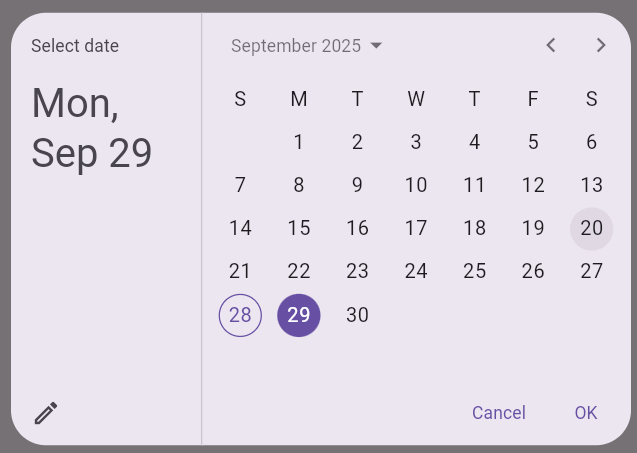 Select date
Mon,
Sep 29
September 2025
S M T W T F S
1 2 3 4 5 6
7 8 9 10 11 12 13
14 15 16 17 18 19 20
21 22 23 24 25 26 27
28 29 30
Cancel OK